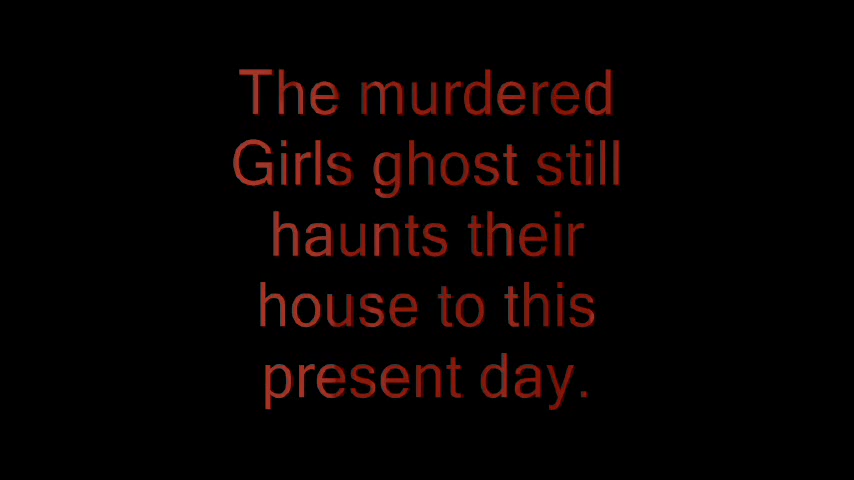 The murdered
Girls ghost still
haunts their
house to this
present day.